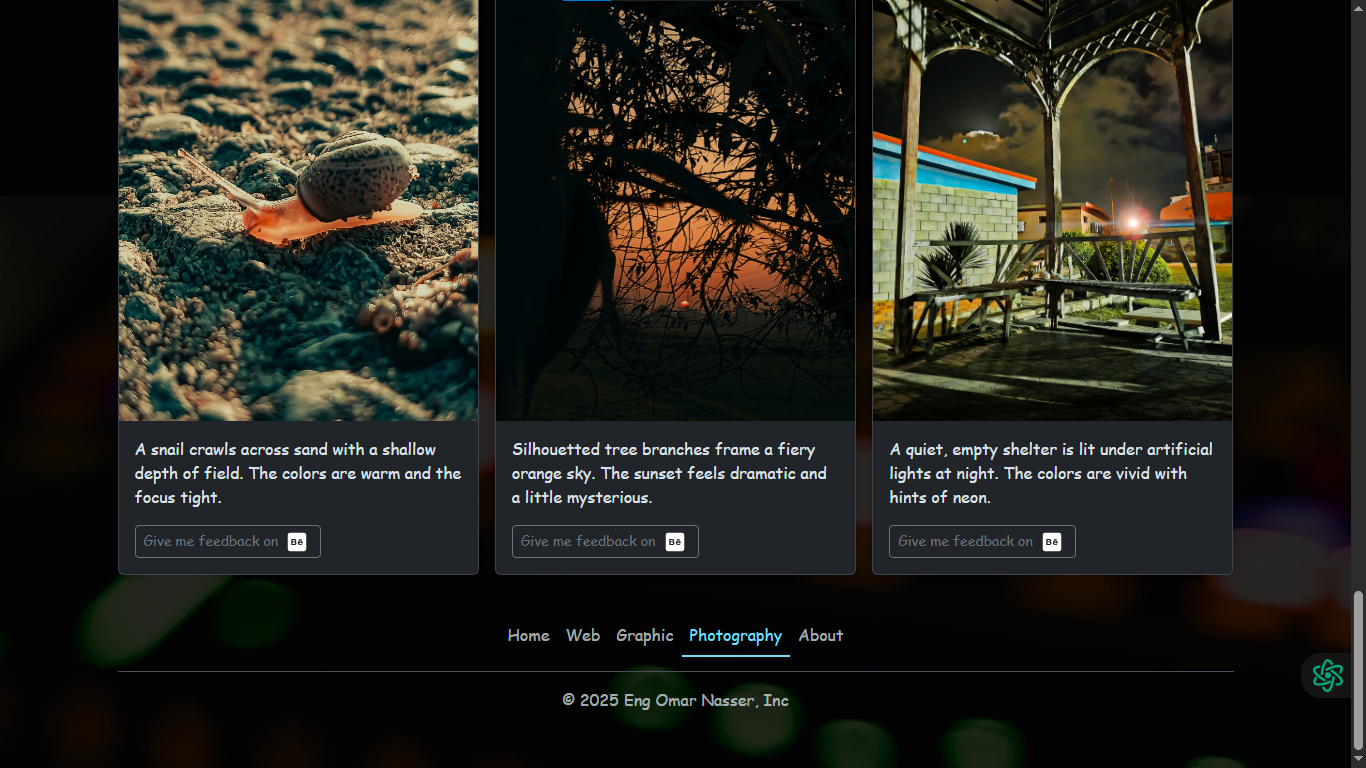 A snail crawls across sand with a shallow
depth of field. The colors are warm and the
focus tight.
Give me feedback on Bē
Silhouetted tree branches frame a fiery
orange sky. The sunset feels dramatic and
a little mysterious.
Give me feedback on Bē
A quiet, empty shelter is lit under artificial
lights at night. The colors are vivid with
hints of neon.
Give me feedback on Bē
Home Web Graphic Photography About
© 2025 Eng Omar Nasser, Inc